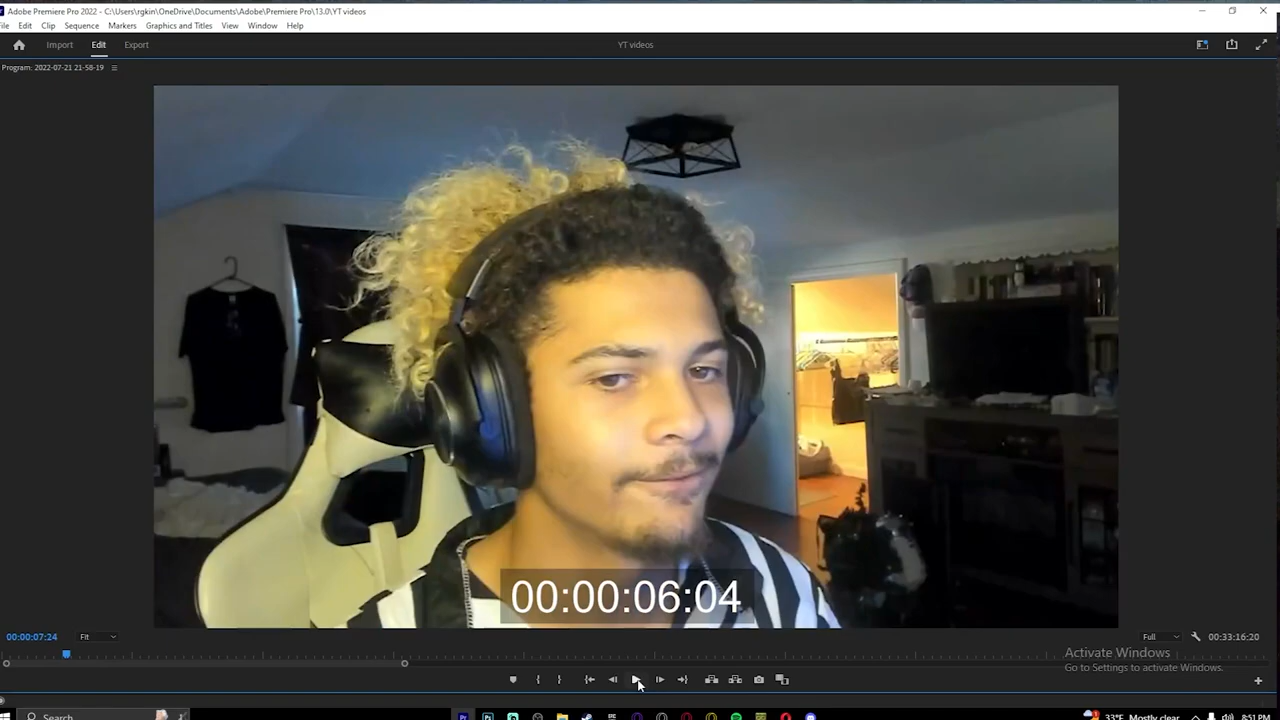 Adobe Premiere Pro 2022 - C:\Users\rgkin\OneDrive\Documents\Adobe\Premiere Pro\13.0\YT videos
File Edit Clip Sequence Markers Graphics and Titles View Window Help
Import Edit Export YT videos
Program: 2022-07-21 21-58-19
00:00:06:04
00:00:07:24 Fit Full 00:33:16:20
Activate Windows
Go to Settings to activate Windows.
Search 33°F Mostly clear 8:51 PM